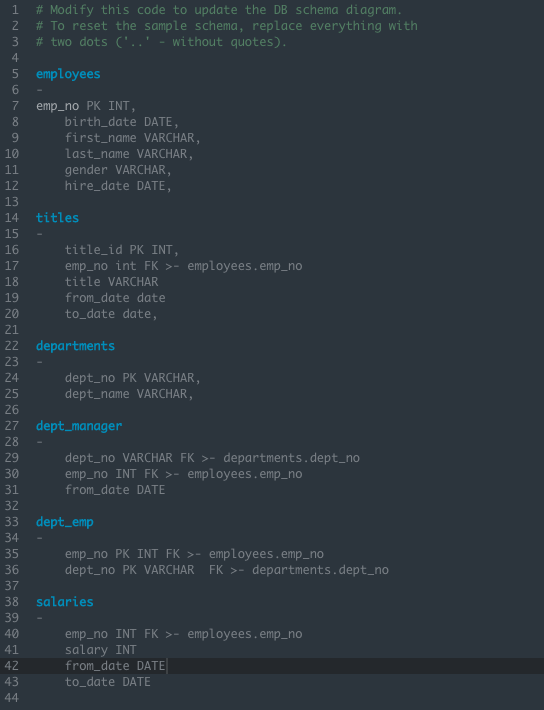 1 # Modify this code to update the DB schema diagram.
2 # To reset the sample schema, replace everything with
3 # two dots ('..' - without quotes).
4
5 employees
6 -
7 emp_no PK INT,
8 birth_date DATE,
9 first_name VARCHAR,
10 last_name VARCHAR,
11 gender VARCHAR,
12 hire_date DATE,
13
14 titles
15 -
16 title_id PK INT,
17 emp_no int FK >- employees.emp_no
18 title VARCHAR
19 from_date date
20 to_date date,
21
22 departments
23 -
24 dept_no PK VARCHAR,
25 dept_name VARCHAR,
26
27 dept_manager
28 -
29 dept_no VARCHAR FK >- departments.dept_no
30 emp_no INT FK >- employees.emp_no
31 from_date DATE
32
33 dept_emp
34 -
35 emp_no PK INT FK >- employees.emp_no
36 dept_no PK VARCHAR  FK >- departments.dept_no
37
38 salaries
39 -
40 emp_no INT FK >- employees.emp_no
41 salary INT
42 from_date DATE
43 to_date DATE
44